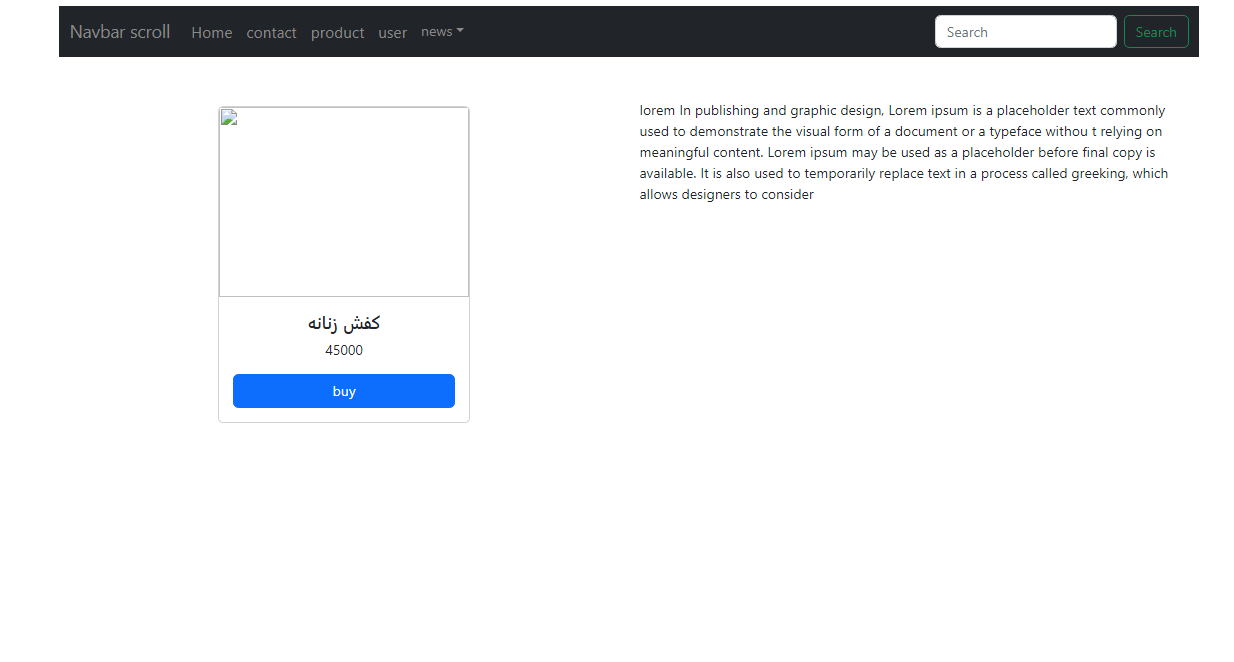 Navbar scroll Home contact product user news Search Search
کفش زنانه
45000
buy
lorem In publishing and graphic design, Lorem ipsum is a placeholder text commonly
used to demonstrate the visual form of a document or a typeface withou t relying on
meaningful content. Lorem ipsum may be used as a placeholder before final copy is
available. It is also used to temporarily replace text in a process called greeking, which
allows designers to consider